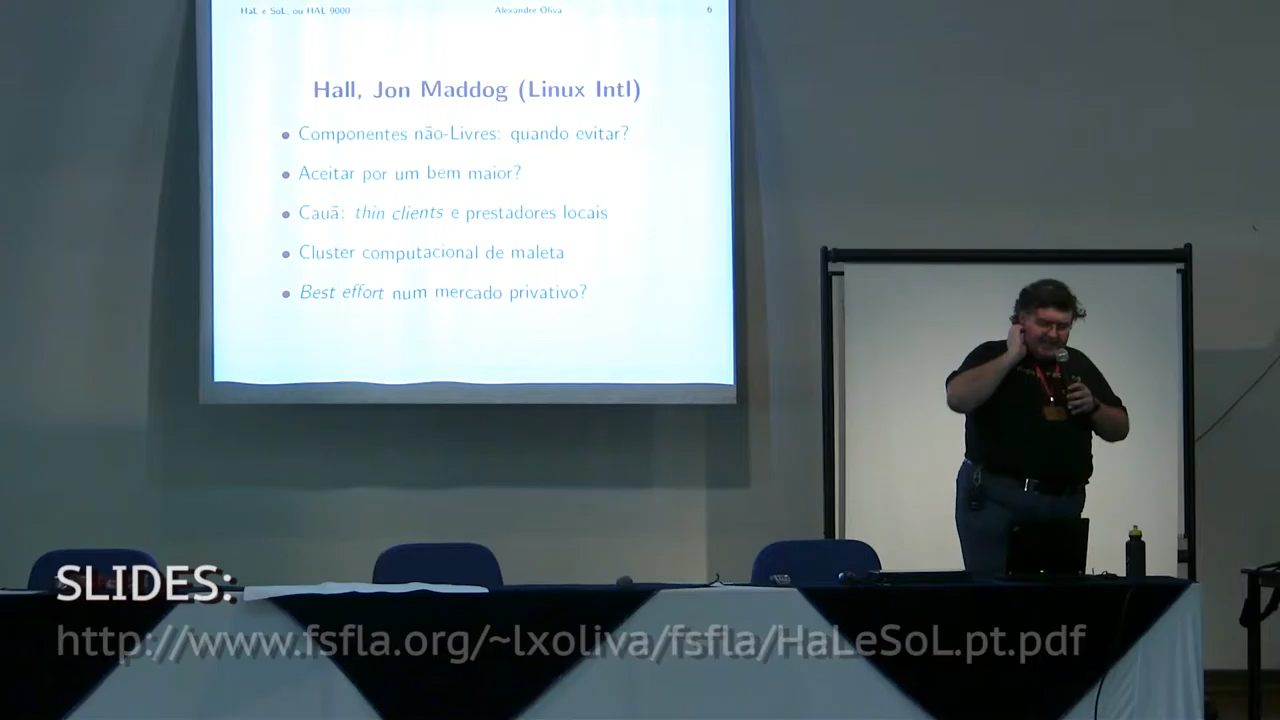 HaL e SoL, ou HAL 9000 Alexandre Oliva 6
Hall, Jon Maddog (Linux Intl)
Componentes não-Livres: quando evitar?
Aceitar por um bem maior?
Cauã: thin clients e prestadores locais
Cluster computacional de maleta
Best effort num mercado privativo?
SLIDES:
http://www.fsfla.org/~lxoliva/fsfla/HaLeSoL.pt.pdf